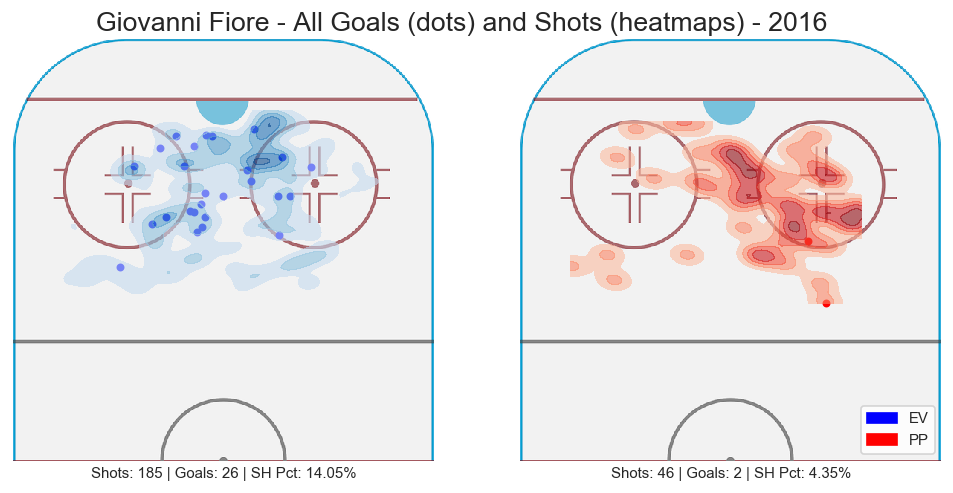 Giovanni Fiore - All Goals (dots) and Shots (heatmaps) - 2016
EV
PP
Shots: 185 | Goals: 26 | SH Pct: 14.05%
Shots: 46 | Goals: 2 | SH Pct: 4.35%